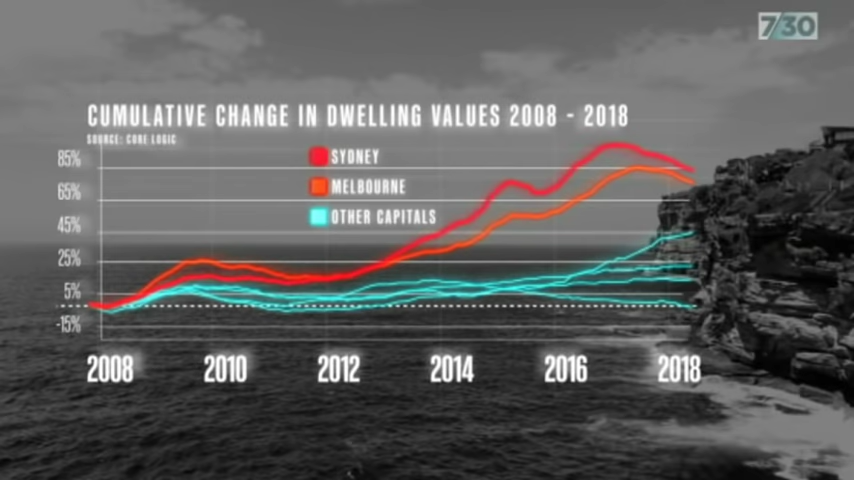 7/30
CUMULATIVE CHANGE IN DWELLING VALUES 2008 - 2018
SOURCE: CORE LOGIC
85%
65%
45%
25%
5%
-15%
SYDNEY
MELBOURNE
OTHER CAPITALS
2008 2010 2012 2014 2016 2018